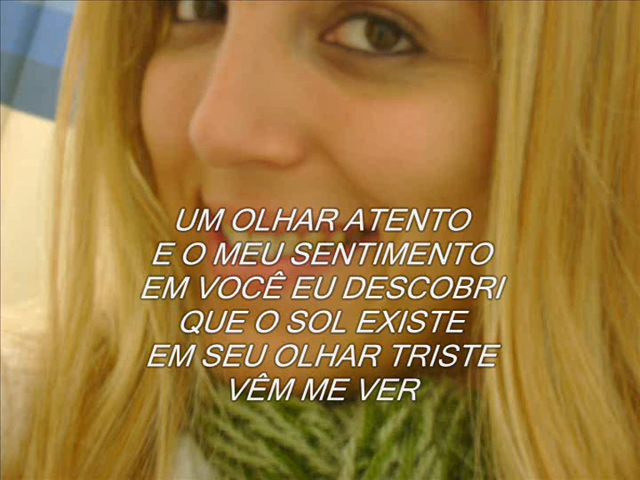 UM OLHAR ATENTO
E O MEU SENTIMENTO
EM VOCÊ EU DESCOBRI
QUE O SOL EXISTE
EM SEU OLHAR TRISTE
VÊM ME VER